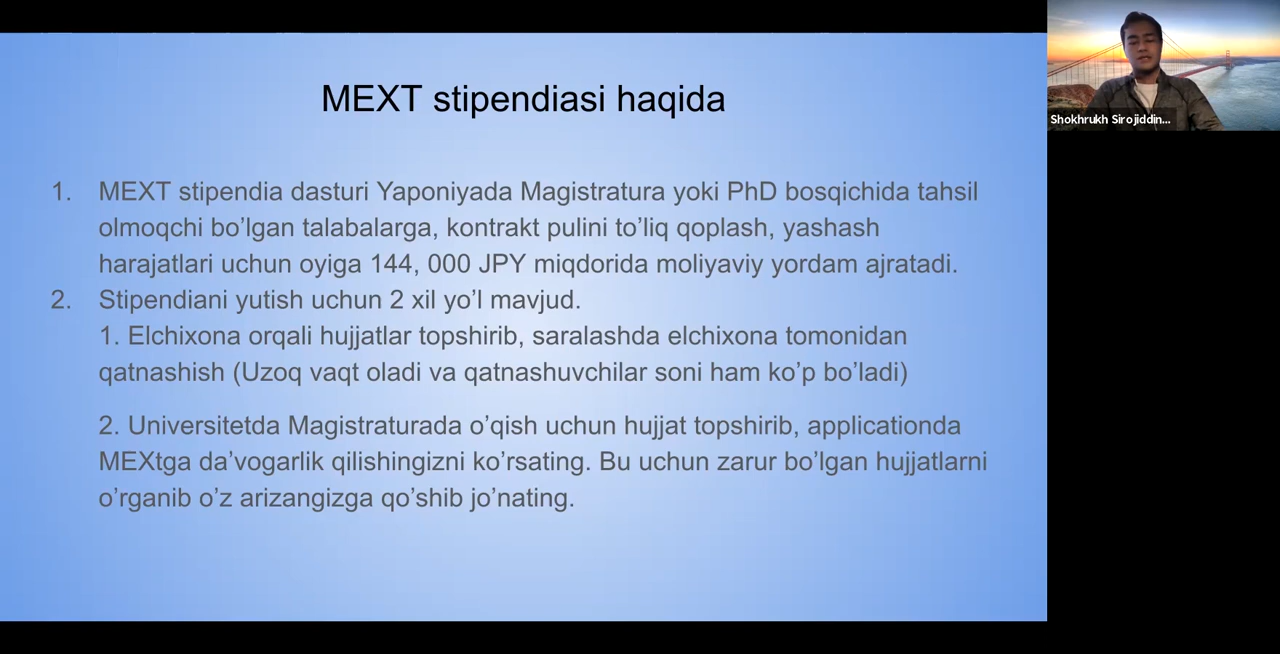 MEXT stipendiasi haqida
Shokhrukh Sirojiddin...
1. MEXT stipendia dasturi Yaponiyada Magistratura yoki PhD bosqichida tahsil
olmoqchi bo’lgan talabalarga, kontrakt pulini to’liq qoplash, yashash
harajatlari uchun oyiga 144, 000 JPY miqdorida moliyaviy yordam ajratadi.
2. Stipendiani yutish uchun 2 xil yo’l mavjud.
1. Elchixona orqali hujjatlar topshirib, saralashda elchixona tomonidan
qatnashish (Uzoq vaqt oladi va qatnashuvchilar soni ham ko’p bo’ladi)
2. Universitetda Magistraturada o’qish uchun hujjat topshirib, applicationda
MEXtga da’vogarlik qilishingizni ko’rsating. Bu uchun zarur bo’lgan hujjatlarni
o’rganib o’z arizangizga qo’shib jo’nating.